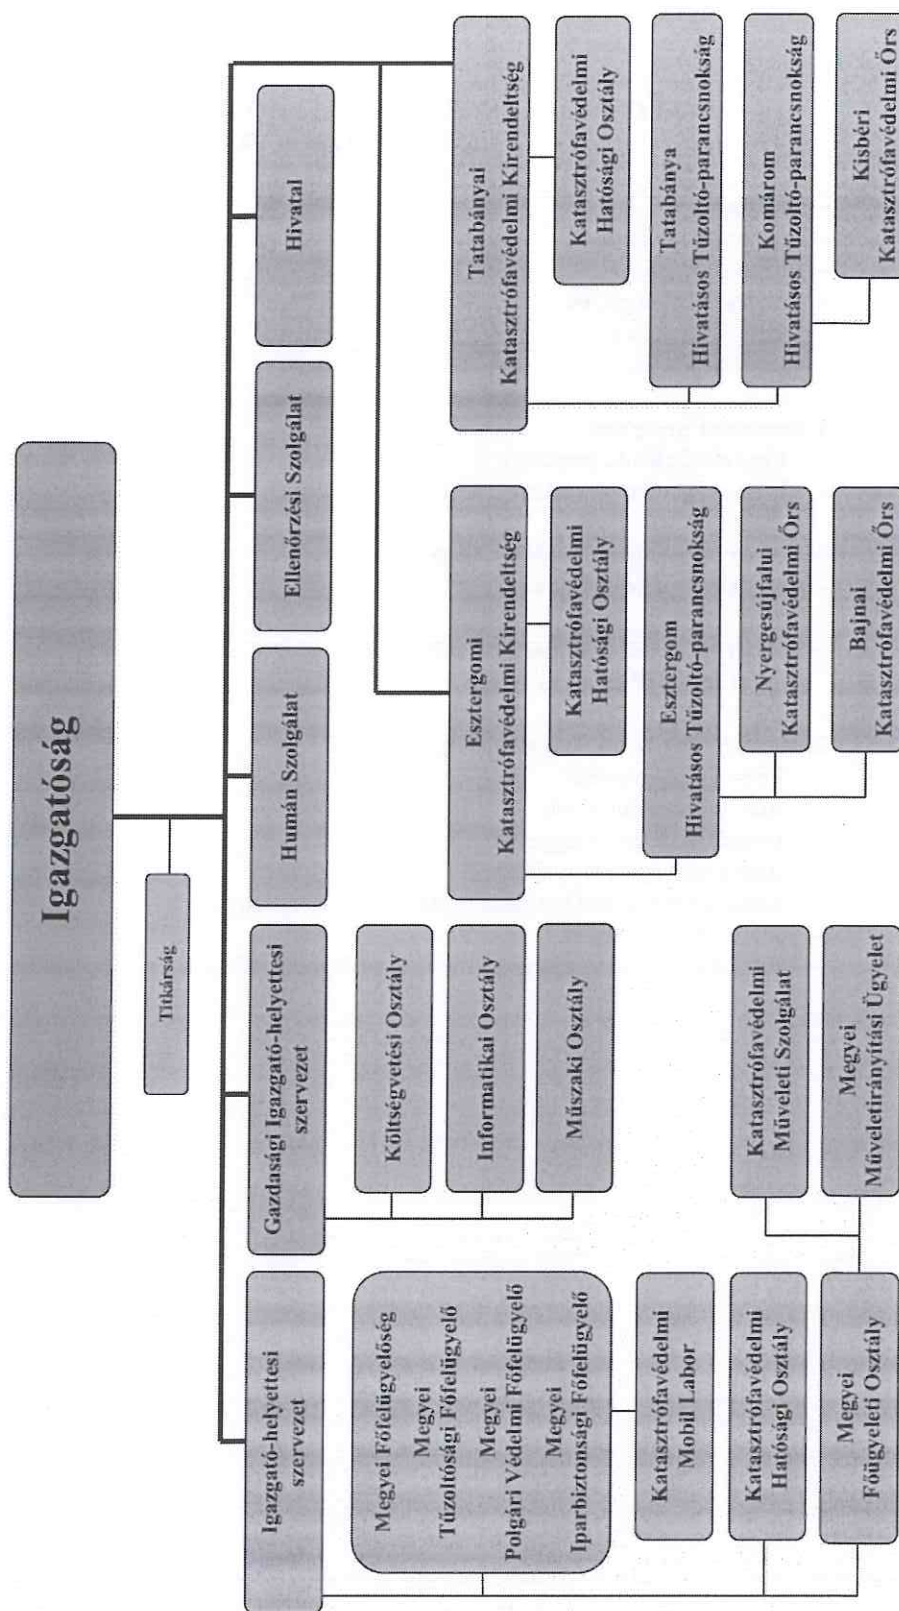 Igazgatóság
Titkárság
Igazgató-helyettesi
szervezet
Gazdasági Igazgató-helyettesi
szervezet
Humán Szolgálat
Ellenőrzési Szolgálat
Hivatal
Megyei Főfelügyelőség
Megyei
Tűzoltósági Főfelügyelő
Megyei
Polgári Védelmi Főfelügyelő
Megyei
Iparbiztonsági Főfelügyelő
Katasztrófavédelmi
Mobil Labor
Katasztrófavédelmi
Hatósági Osztály
Megyei
Főügyeleti Osztály
Katasztrófavédelmi
Műveleti Szolgálat
Megyei
Műveletirányítási Ügyelet
Költségvetési Osztály
Informatikai Osztály
Műszaki Osztály
Esztergomi
Katasztrófavédelmi Kirendeltség
Katasztrófavédelmi
Hatósági Osztály
Esztergom
Hivatásos Tűzoltó-parancsnokság
Nyergesújfalui
Katasztrófavédelmi Őrs
Bajnai
Katasztrófavédelmi Őrs
Tatabányai
Katasztrófavédelmi Kirendeltség
Katasztrófavédelmi
Hatósági Osztály
Tatabánya
Hivatásos Tűzoltó-parancsnokság
Komárom
Hivatásos Tűzoltó-parancsnokság
Kisbéri
Katasztrófavédelmi Őrs